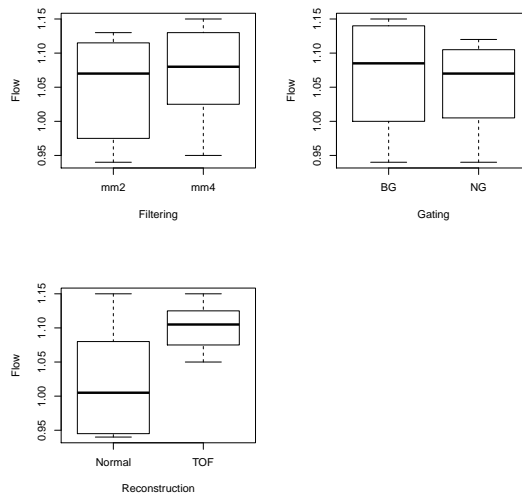 Flow
1.15
1.10
1.05
1.00
0.95
mm2 mm4
Filtering
Flow
1.15
1.10
1.05
1.00
0.95
BG NG
Gating
Flow
1.15
1.10
1.05
1.00
0.95
Normal TOF
Reconstruction